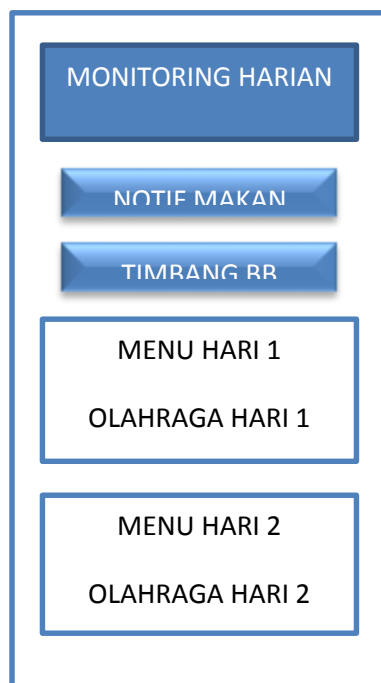 MONITORING HARIAN
NOTIF MAKAN
TIMBANG BB
MENU HARI 1
OLAHRAGA HARI 1
MENU HARI 2
OLAHRAGA HARI 2